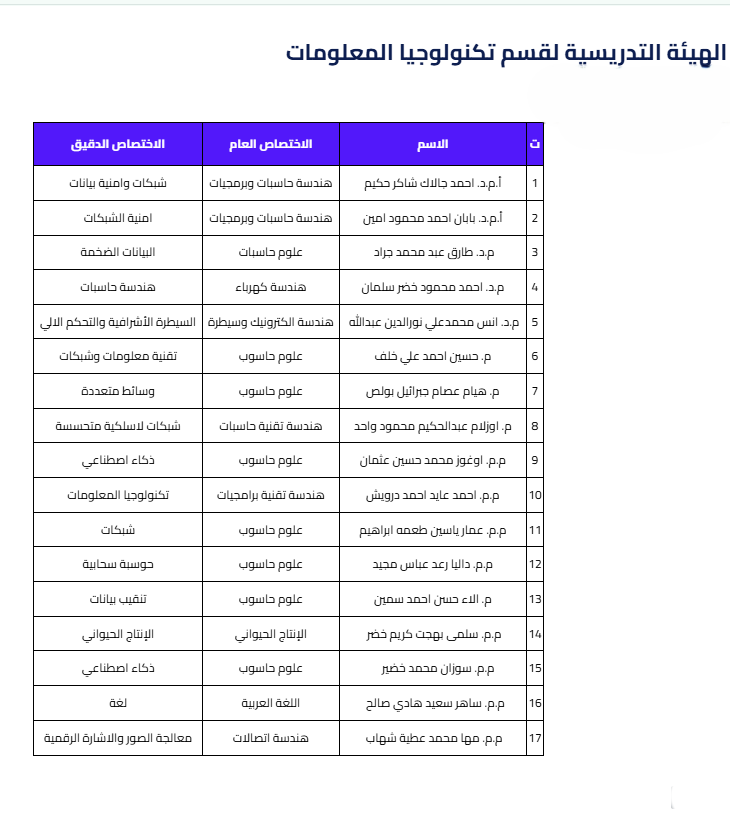 الهيئة التدريسية لقسم تكنولوجيا المعلومات
ت الاسم الاختصاص العام الاختصاص الدقيق
1 أ.م.د. احمد جالاك شاكر حكيم هندسة حاسبات وبرمجيات شبكات وامنية بيانات
2 أ.م.د. بابان احمد محمود امين هندسة حاسبات وبرمجيات امنية الشبكات
3 م.د. طارق عبد محمد جراد علوم حاسبات البيانات الضخمة
4 م.د. احمد محمود خضر سلمان هندسة كهرباء هندسة حاسبات
5 م.د. انس محمدعلي نورالدين عبدالله هندسة الكترونيك وسيطرة السيطرة الأشرافية والتحكم الالي
6 م. حسين احمد علي خلف علوم حاسوب تقنية معلومات وشبكات
7 م. هيام عصام جبرائيل بولص علوم حاسوب وسائط متعددة
8 م. اوزلام عبدالحكيم محمود واحد هندسة تقنية حاسبات شبكات لاسلكية متحسسة
9 م.م. اوغوز محمد حسين عثمان علوم حاسوب ذكاء اصطناعي
10 م.م. احمد عايد احمد درويش هندسة تقنية برامجيات تكنولوجيا المعلومات
11 م.م. عمار ياسين طعمه ابراهيم علوم حاسوب شبكات
12 م.م. داليا رعد عباس مجيد علوم حاسوب حوسبة سحابية
13 م. الاء حسن احمد سمين علوم حاسوب تنقيب بيانات
14 م.م. سلمى بهجت كريم خضر الإنتاج الحيواني الإنتاج الحيواني
15 م.م. سوزان محمد خضير علوم حاسوب ذكاء اصطناعي
16 م.م. ساهر سعيد هادي صالح اللغة العربية لغة
17 م.م. مها محمد عطية شهاب هندسة اتصالات معالجة الصور والاشارة الرقمية